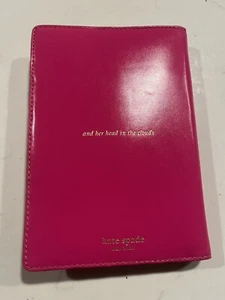 and her head in the clouds
kate spade
NEW YORK